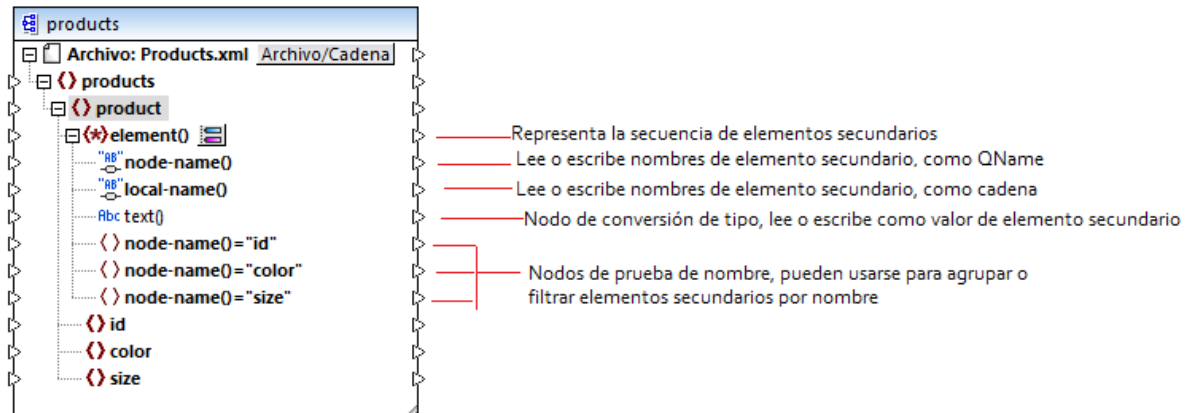 products
Archivo: Products.xml Archivo/Cadena
{} products
{} product
{*}element() Representa la secuencia de elementos secundarios
"AB" node-name() Lee o escribe nombres de elemento secundario, como QName
"AB" local-name() Lee o escribe nombres de elemento secundario, como cadena
Abc text() Nodo de conversión de tipo, lee o escribe como valor de elemento secundario
{} node-name()="id"
{} node-name()="color" Nodos de prueba de nombre, pueden usarse para agrupar o
{} node-name()="size" filtrar elementos secundarios por nombre
{} id
{} color
{} size